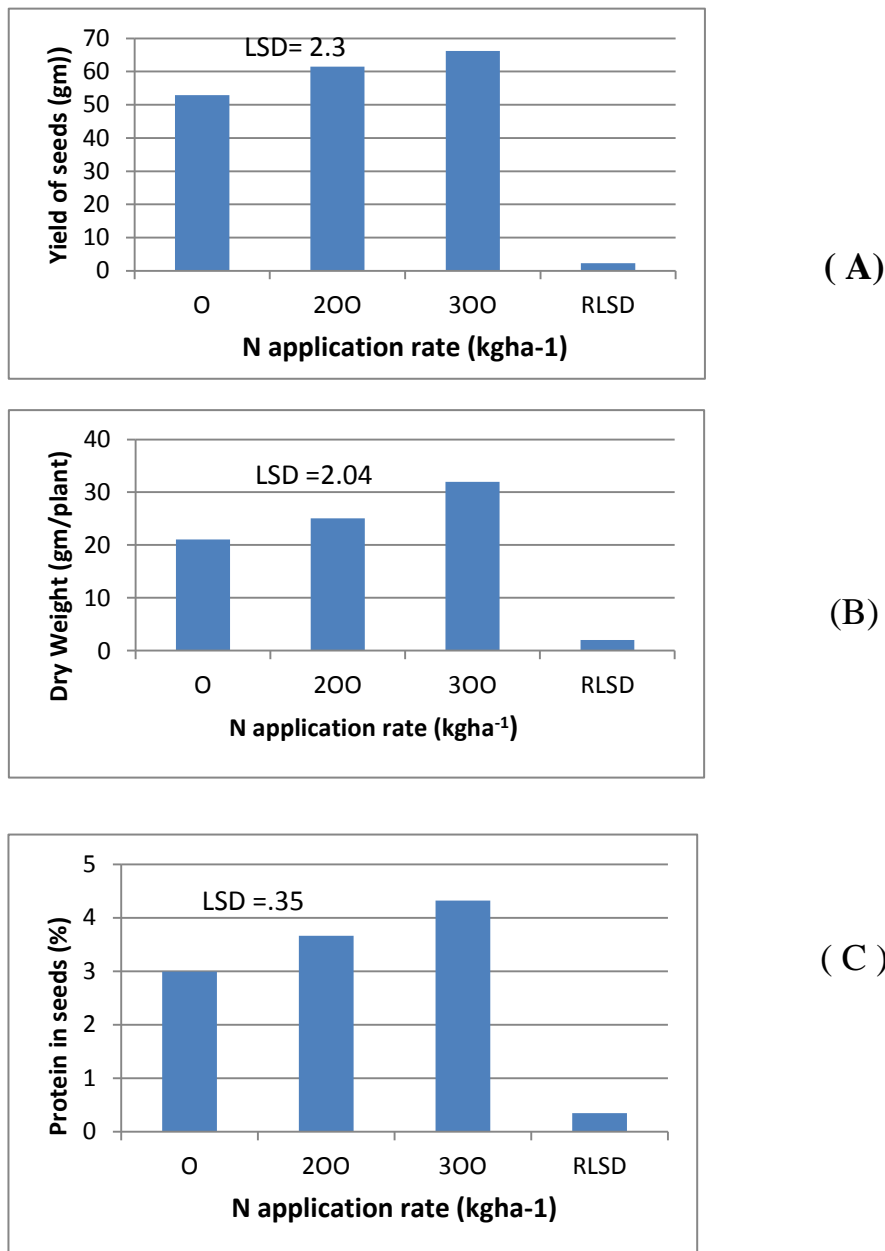 Yield of seeds (gm))
70
60
50
40
30
20
10
0
LSD= 2.3
O 2OO 3OO RLSD
N application rate (kgha-1)
( A)
Dry Weight (gm/plant)
40
30
20
10
0
LSD =2.04
O 2OO 3OO RLSD
N application rate (kgha⁻¹)
(B)
Protein in seeds (%)
5
4
3
2
1
0
LSD =.35
O 2OO 3OO RLSD
N application rate (kgha-1)
( C )